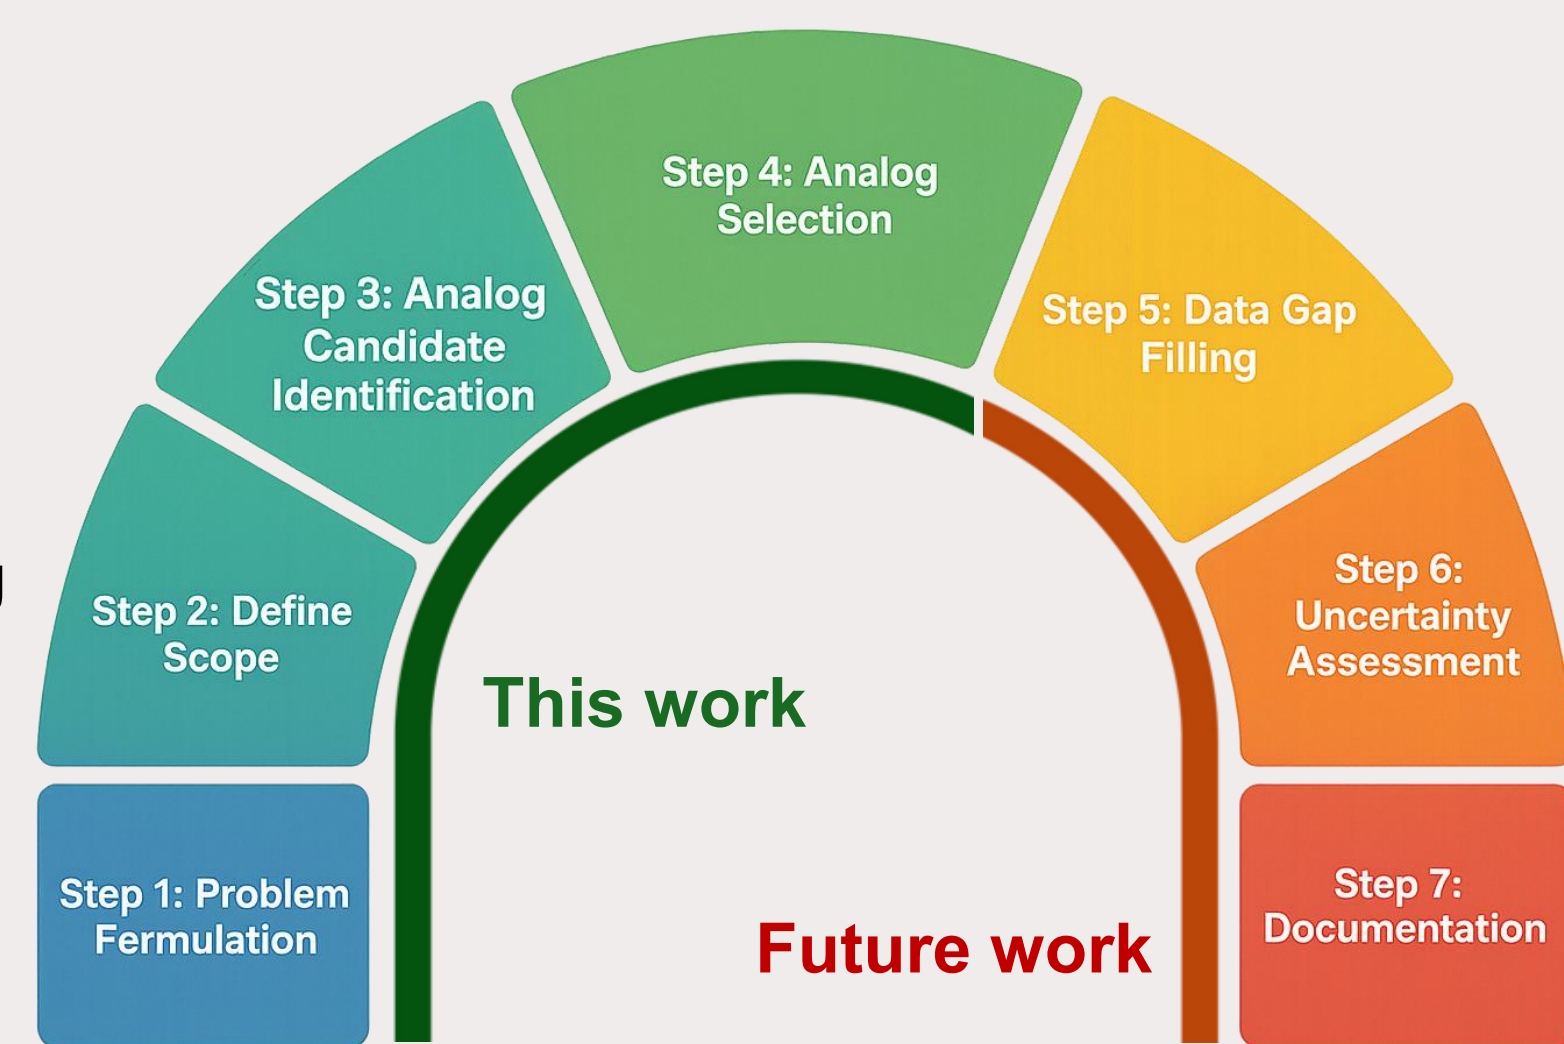 Step 1: Problem
Fermulation
Step 2: Define
Scope
Step 3: Analog
Candidate
Identification
Step 4: Analog
Selection
Step 5: Data Gap
Filling
Step 6:
Uncertainty
Assessment
Step 7:
Documentation
This work
Future work